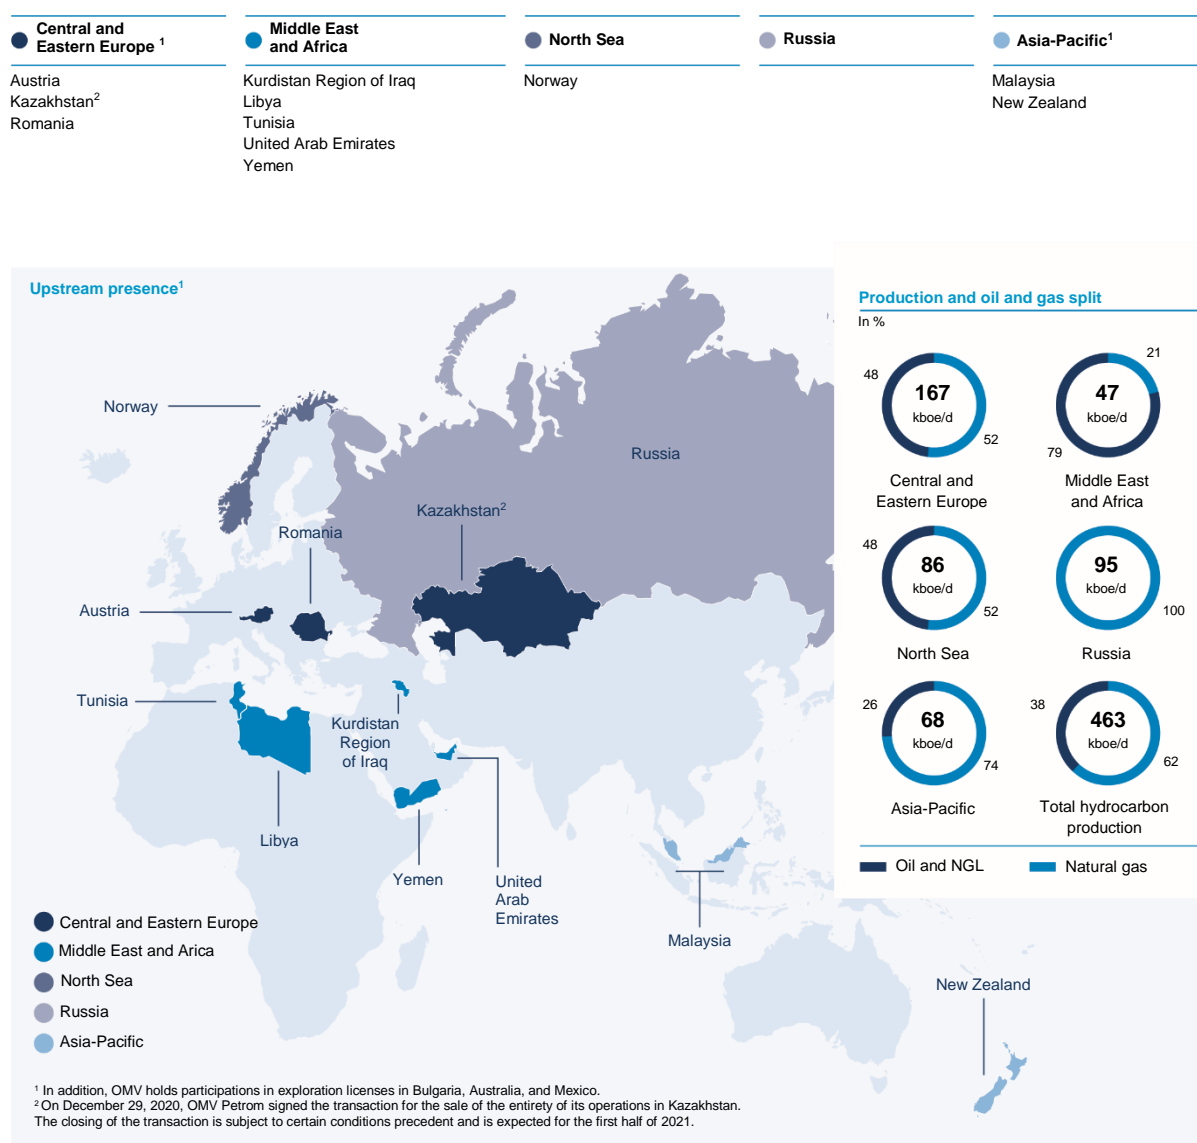 Central and
Eastern Europe 1
Middle East
and Africa
North Sea
Russia
Asia-Pacific1
Austria
Kazakhstan2
Romania
Kurdistan Region of Iraq
Libya
Tunisia
United Arab Emirates
Yemen
Norway
Malaysia
New Zealand
Upstream presence1
Norway
Russia
Kazakhstan2
Romania
Austria
Tunisia
Kurdistan
Region
of Iraq
Libya
Yemen
United
Arab
Emirates
Malaysia
New Zealand
Production and oil and gas split
In %
48
167
kboe/d
52
Central and
Eastern Europe
21
47
kboe/d
79
Middle East
and Africa
48
86
kboe/d
52
North Sea
95
kboe/d
100
Russia
26
68
kboe/d
74
Asia-Pacific
38
463
kboe/d
62
Total hydrocarbon
production
Oil and NGL
Natural gas
Central and Eastern Europe
Middle East and Arica
North Sea
Russia
Asia-Pacific
1 In addition, OMV holds participations in exploration licenses in Bulgaria, Australia, and Mexico.
2 On December 29, 2020, OMV Petrom signed the transaction for the sale of the entirety of its operations in Kazakhstan.
The closing of the transaction is subject to certain conditions precedent and is expected for the first half of 2021.